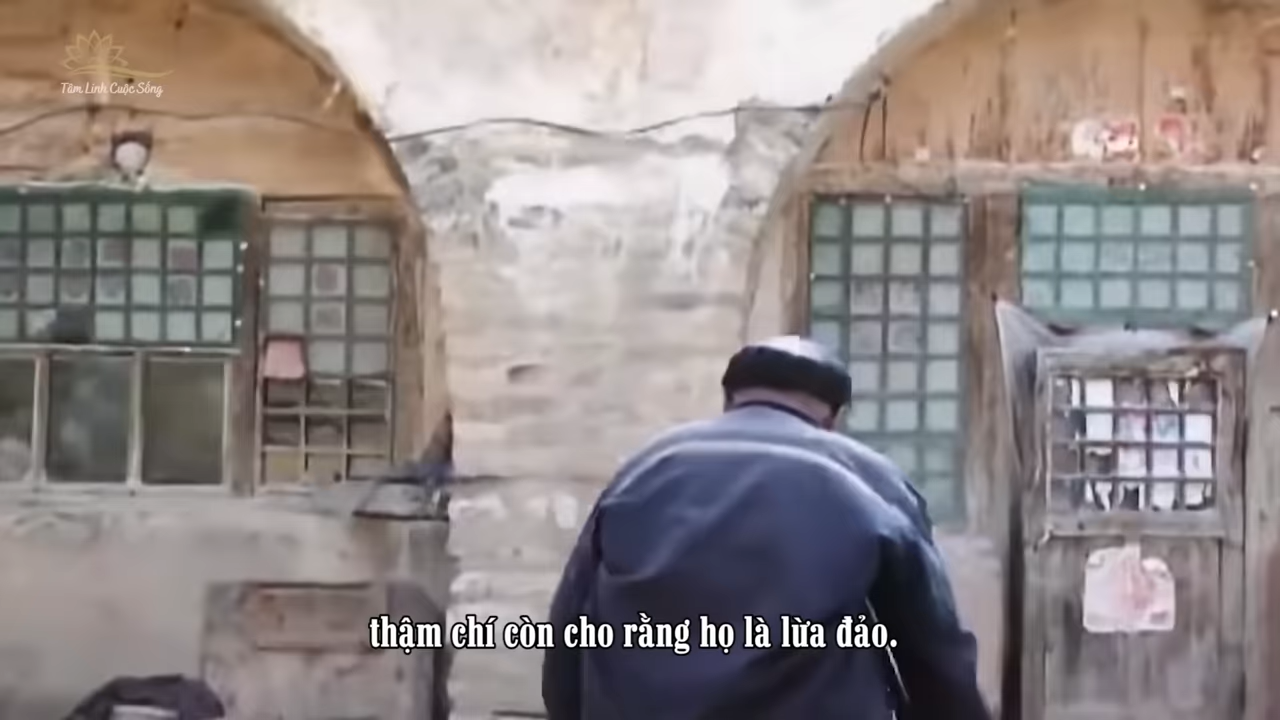 Tâm Linh Cuộc Sống
thậm chí còn cho rằng họ là lừa đảo.